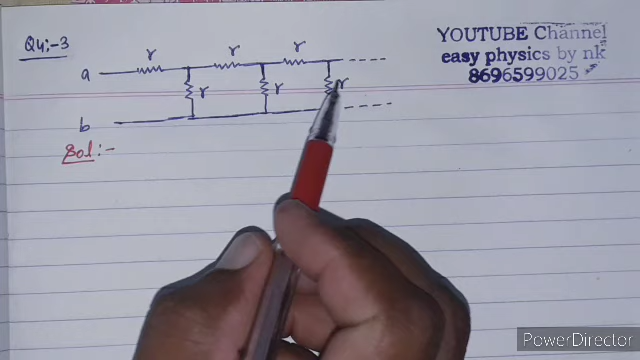 Qu:-3
r
r
r
a
r
r
r
b
Sol:-
YOUTUBE Channel
easy physics by nk
8696599025
PowerDirector